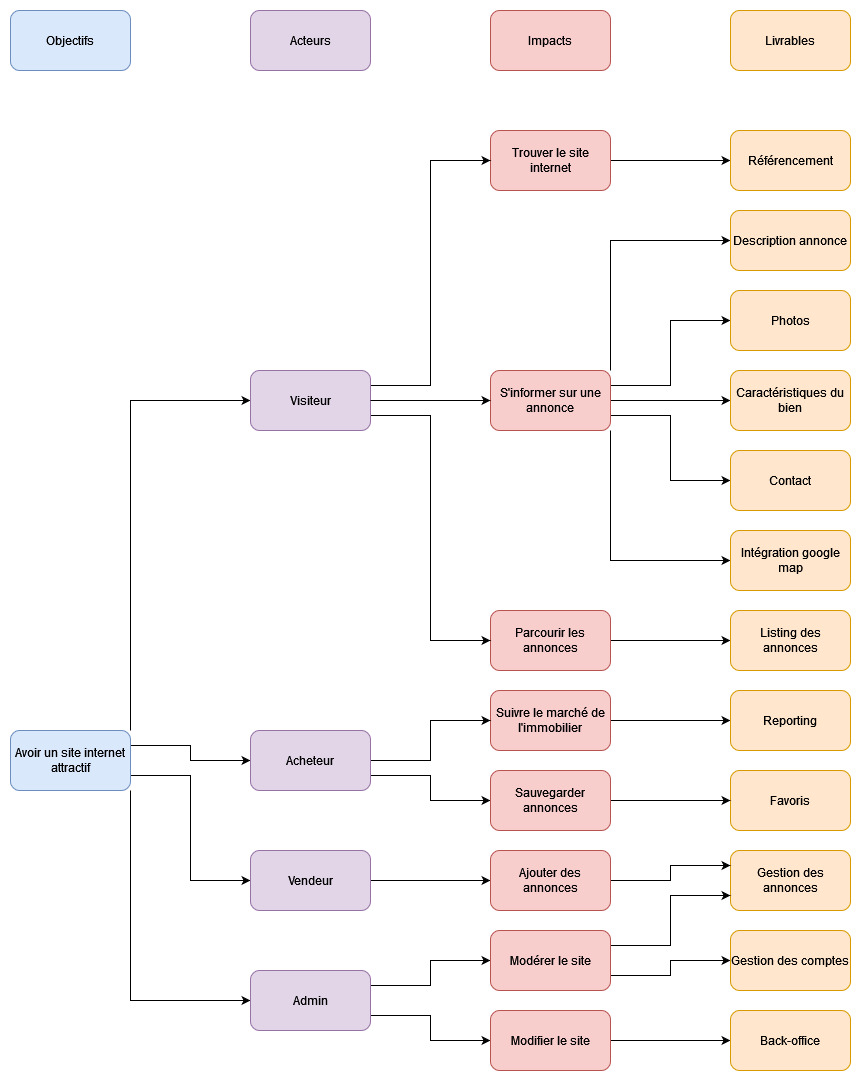 Objectifs
Acteurs
Impacts
Livrables
Trouver le site
internet
Référencement
Description annonce
Photos
Visiteur
S'informer sur une
annonce
Caractéristiques du
bien
Contact
Intégration google
map
Parcourir les
annonces
Listing des
annonces
Avoir un site internet
attractif
Acheteur
Suivre le marché de
l'immobilier
Reporting
Sauvegarder
annonces
Favoris
Vendeur
Ajouter des
annonces
Gestion des
annonces
Admin
Modérer le site
Gestion des comptes
Modifier le site
Back-office